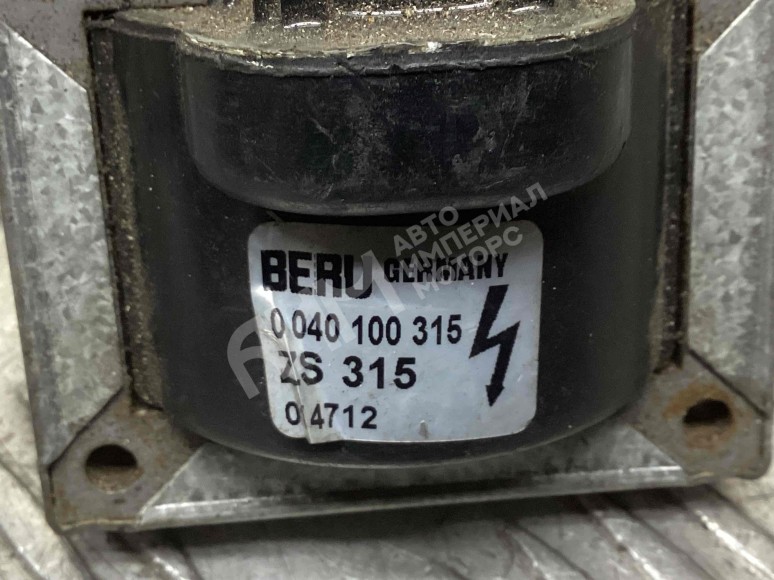 BERU GERMANY
0 040 100 315
ZS 315
04712
АВТО
ИМПЕРИАЛ
МОТОРС